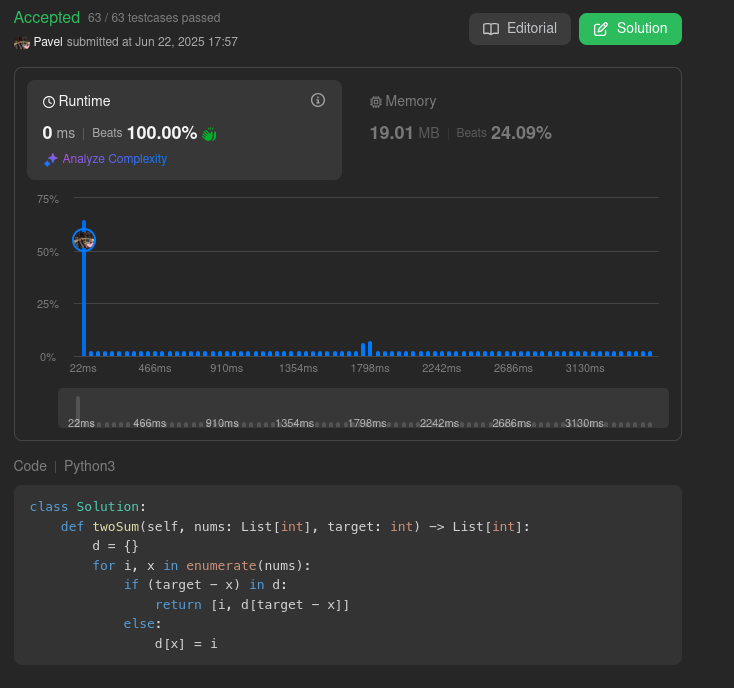 Accepted 63 / 63 testcases passed
Editorial
Solution
Pavel submitted at Jun 22, 2025 17:57
Runtime
0 ms | Beats 100.00%
Analyze Complexity
Memory
19.01 MB | Beats 24.09%
75%
50%
25%
0%
22ms 466ms 910ms 1354ms 1798ms 2242ms 2686ms 3130ms
22ms 466ms 910ms 1354ms 1798ms 2242ms 2686ms 3130ms
Code | Python3
class Solution:
    def twoSum(self, nums: List[int], target: int) -> List[int]:
        d = {}
        for i, x in enumerate(nums):
            if (target - x) in d:
                return [i, d[target - x]]
            else:
                d[x] = i